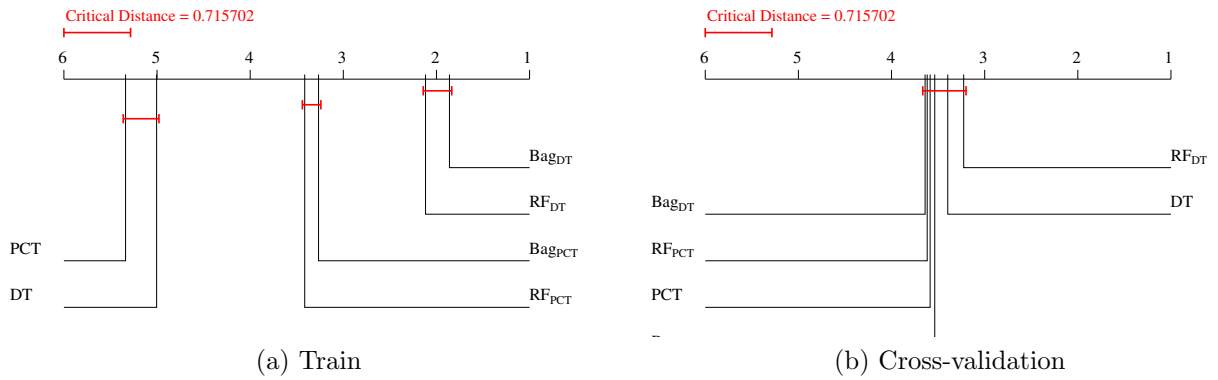 Critical Distance = 0.715702
6 5 4 3 2 1
Bag_DT
RF_DT
PCT Bag_PCT
DT RF_PCT
(a) Train
Critical Distance = 0.715702
6 5 4 3 2 1
RF_DT
Bag_DT DT
RF_PCT
PCT
(b) Cross-validation